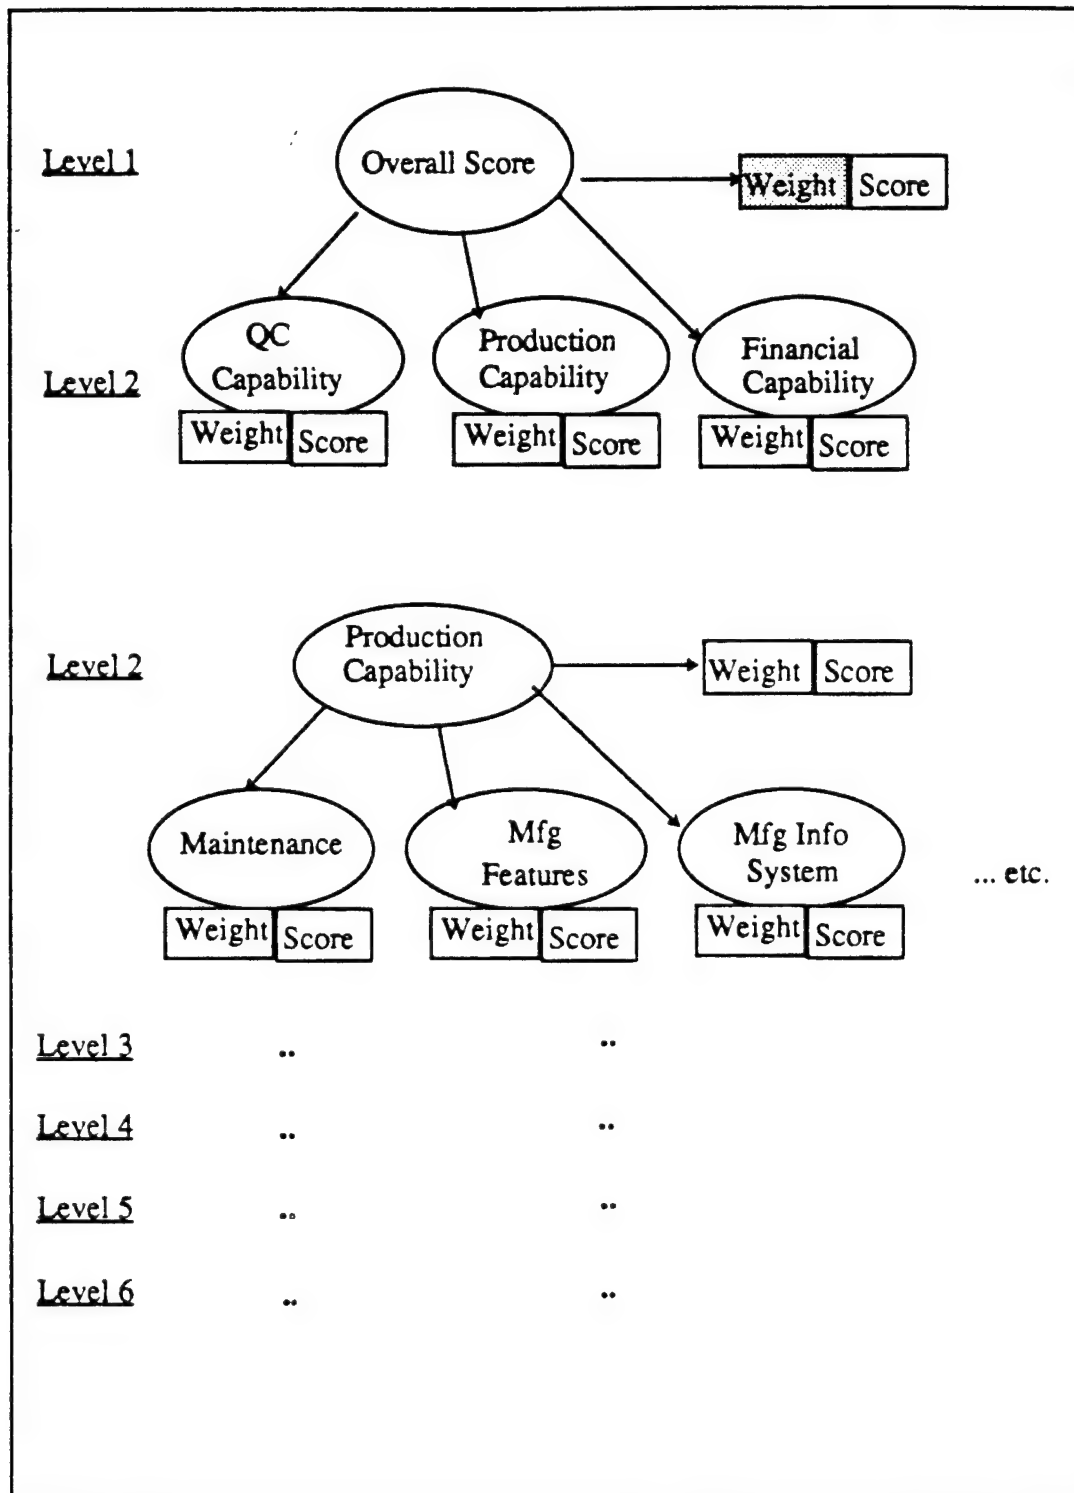 Level 1
Overall Score
Weight Score
Level 2
QC
Capability
Weight Score
Production
Capability
Weight Score
Financial
Capability
Weight Score
Level 2
Production
Capability
Weight Score
Maintenance
Weight Score
Mfg
Features
Weight Score
Mfg Info
System
Weight Score
... etc.
Level 3 .. ..
Level 4 .. ..
Level 5 .. ..
Level 6 .. ..